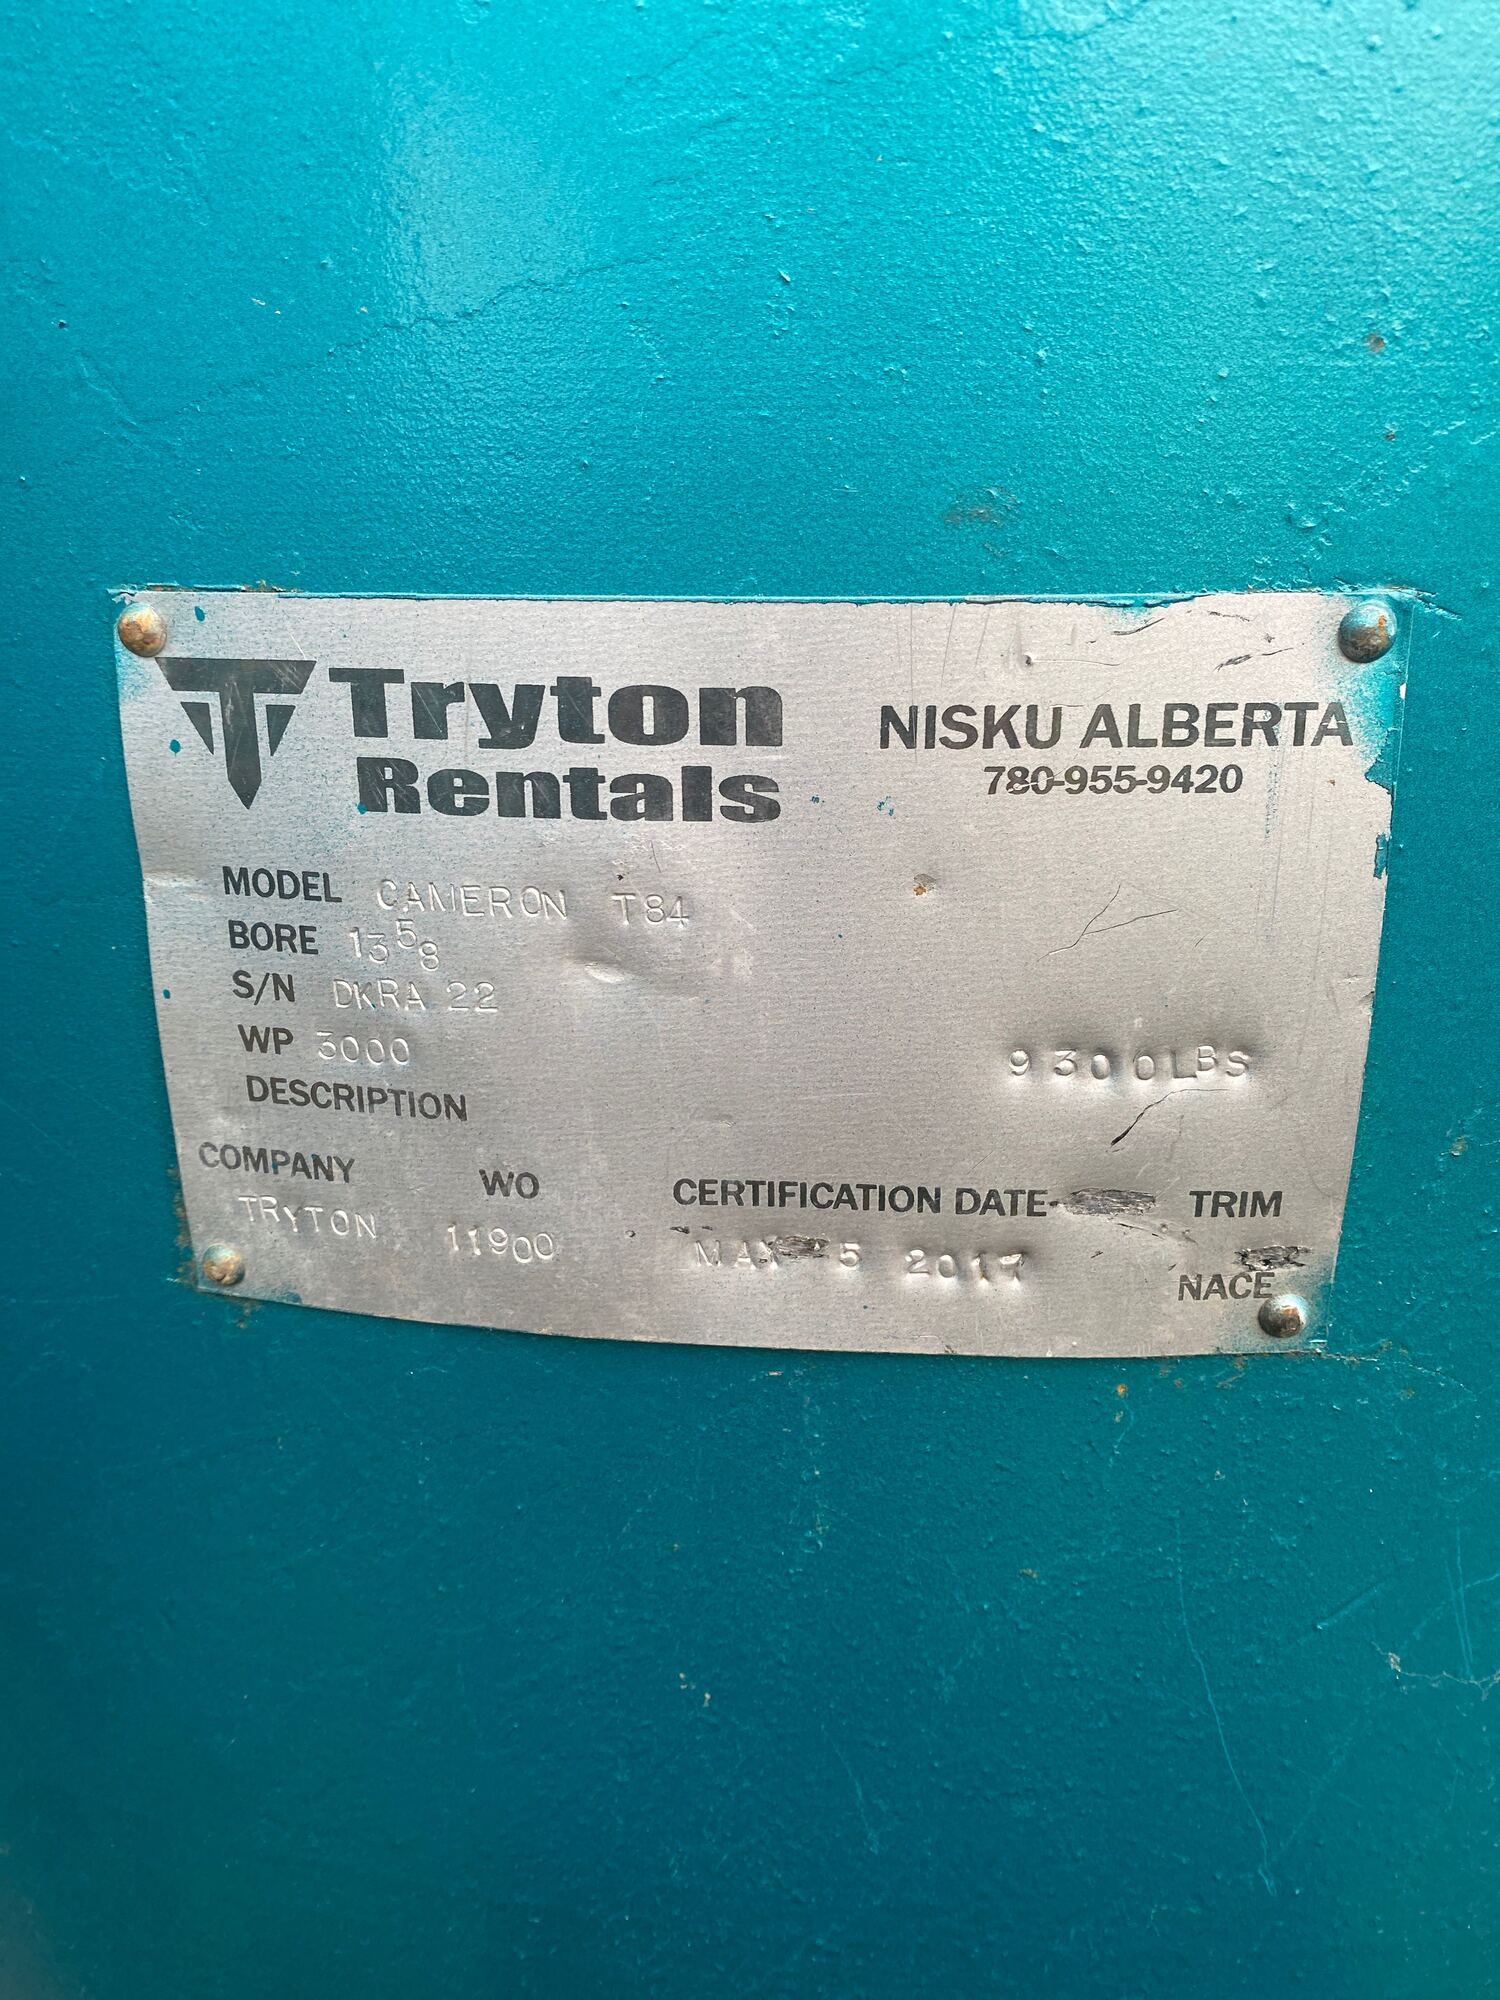 Tryton
Rentals
NISKU ALBERTA
780-955-9420
MODEL CAMERON T84
BORE 13 5/8
S/N DKRA 22
WP 3000
9300LBS
DESCRIPTION
COMPANY WO CERTIFICATION DATE TRIM
TRYTON 11900 MAY 5 2017
NACE